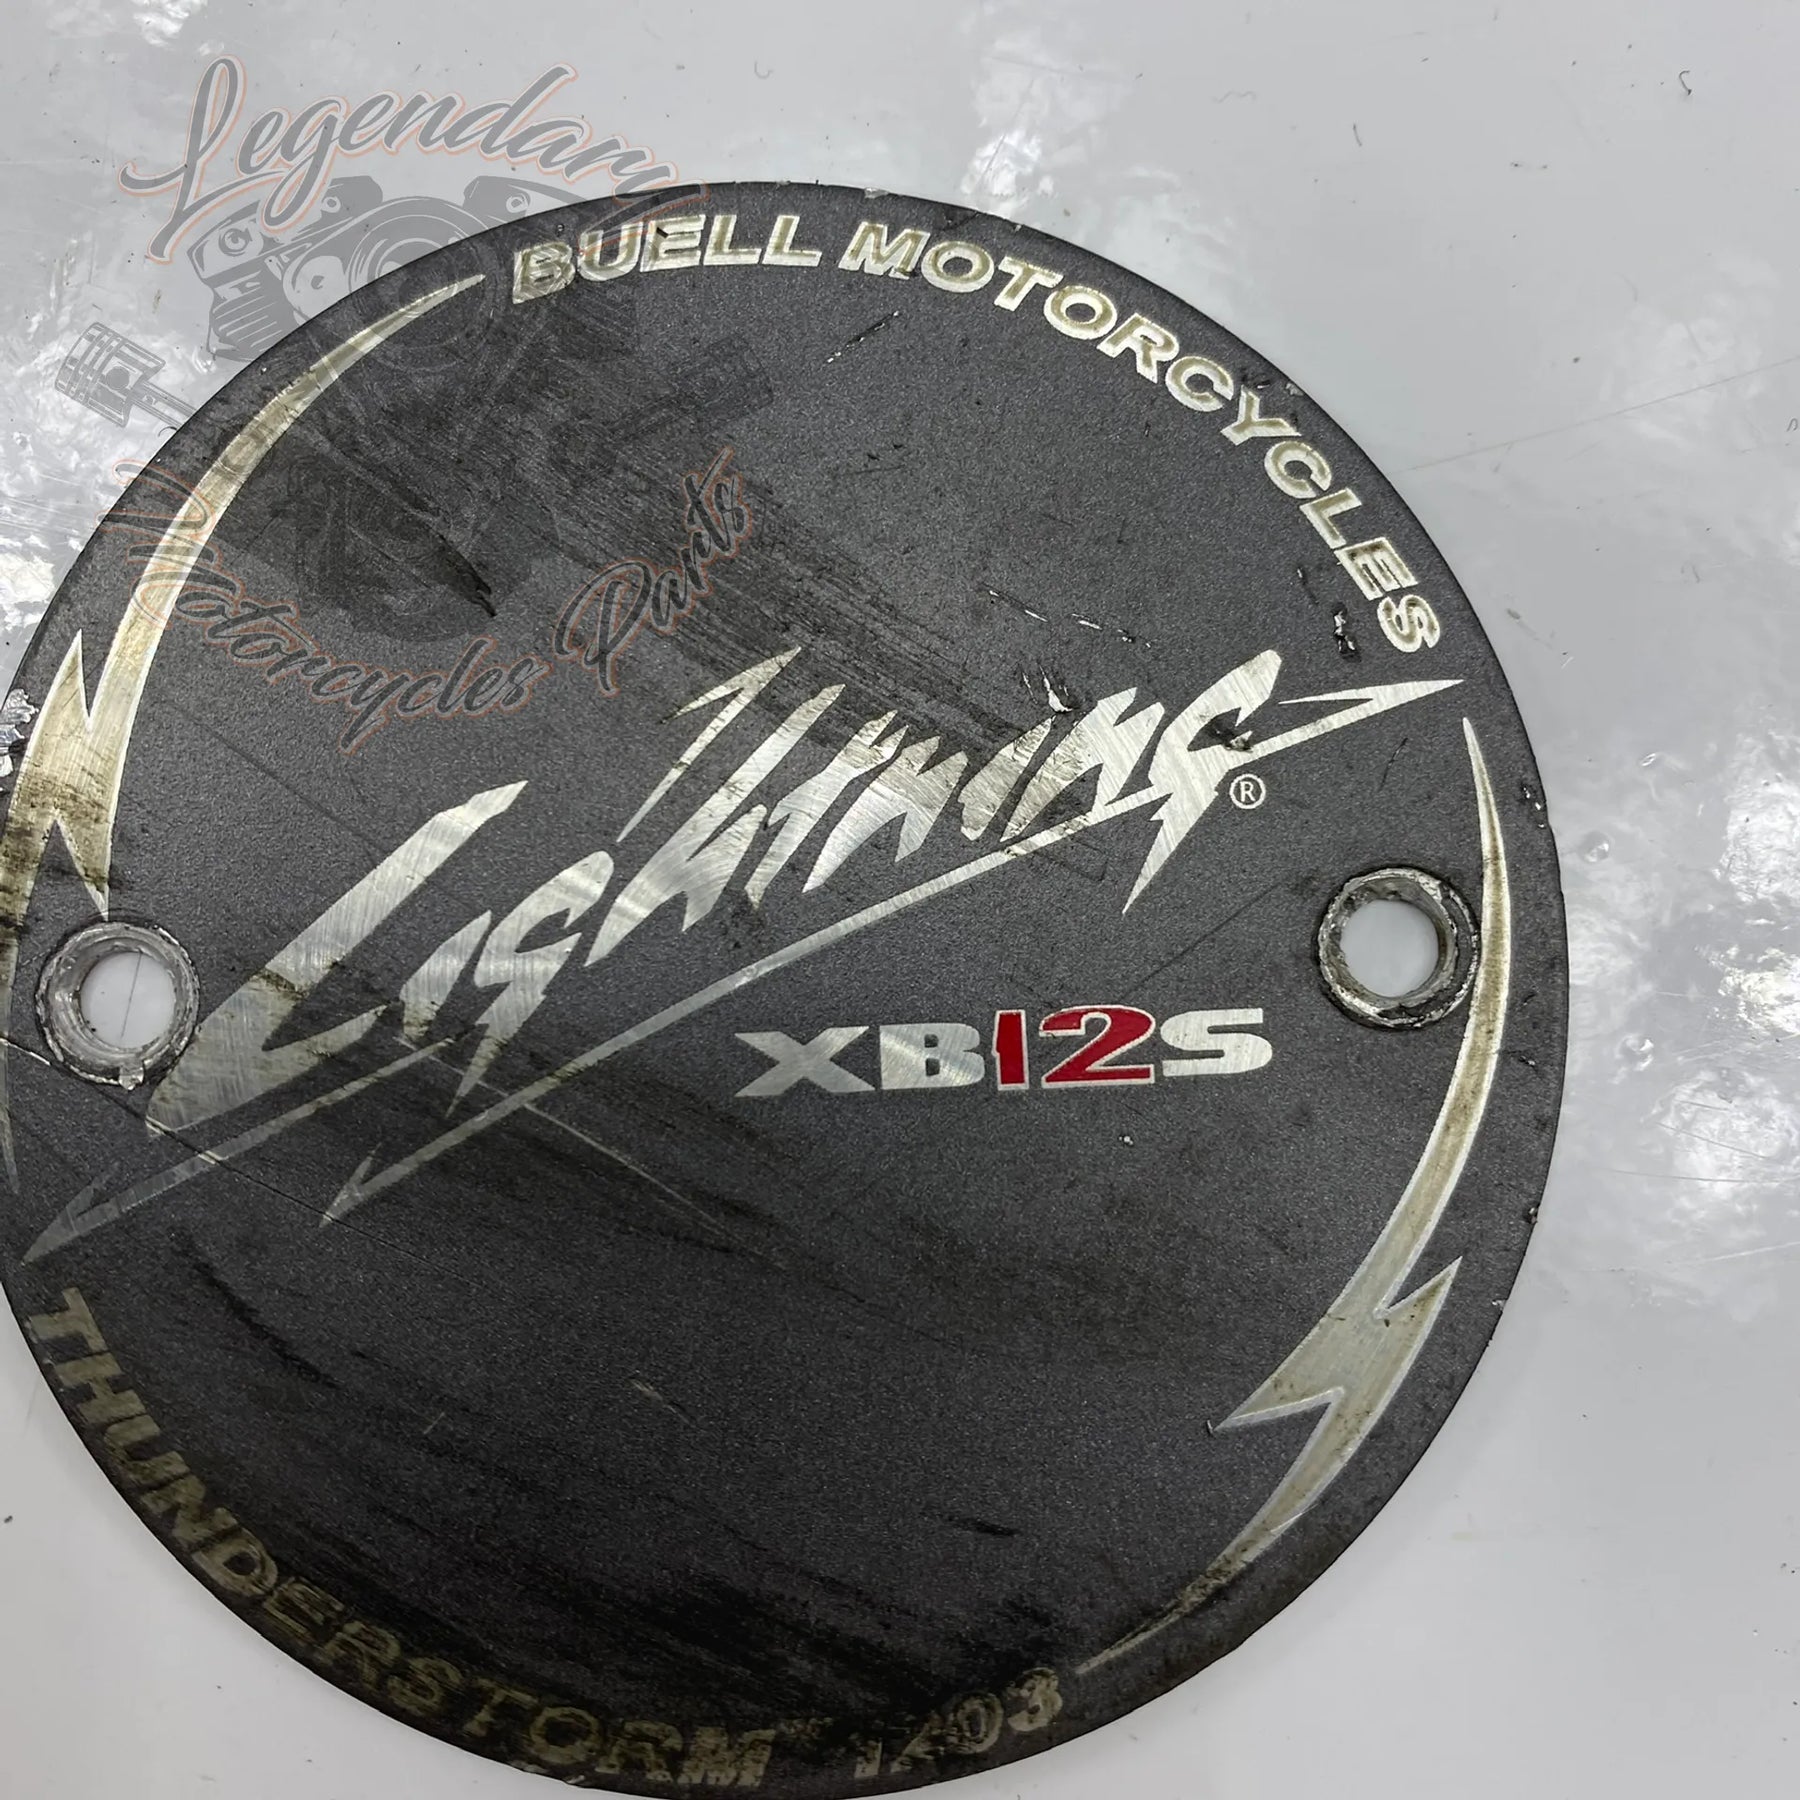 Legendary
Motorcycles Parts
BUELL MOTORCYCLES
Lightning®
XB12S
THUNDERSTORM 1203